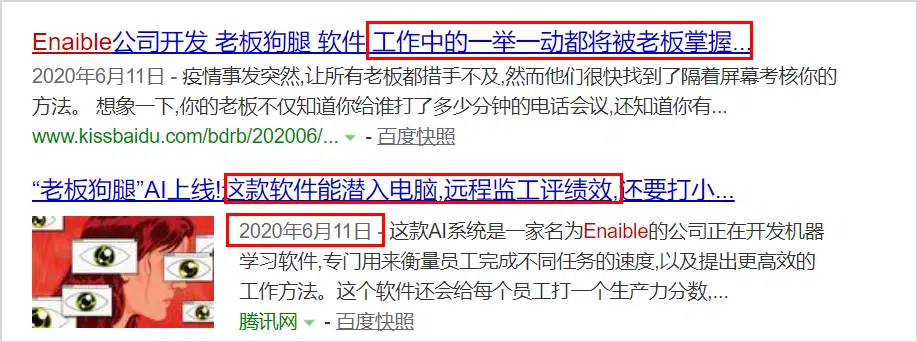 Enaible公司开发 老板狗腿 软件,工作中的一举一动都将被老板掌握...
2020年6月11日 - 疫情事发突然,让所有老板都措手不及,然而他们很快找到了隔着屏幕考核你的
方法。 想象一下,你的老板不仅知道你给谁打了多少分钟的电话会议,还知道你有...
www.kissbaidu.com/bdrb/202006/... - 百度快照
“老板狗腿”AI上线!这款软件能潜入电脑,远程监工评绩效,还要打小...
2020年6月11日 - 这款AI系统是一家名为Enaible的公司正在开发机器
学习软件,专门用来衡量员工完成不同任务的速度,以及提出更高效的
工作方法。这个软件还会给每个员工打一个生产力分数,...
腾讯网 - 百度快照